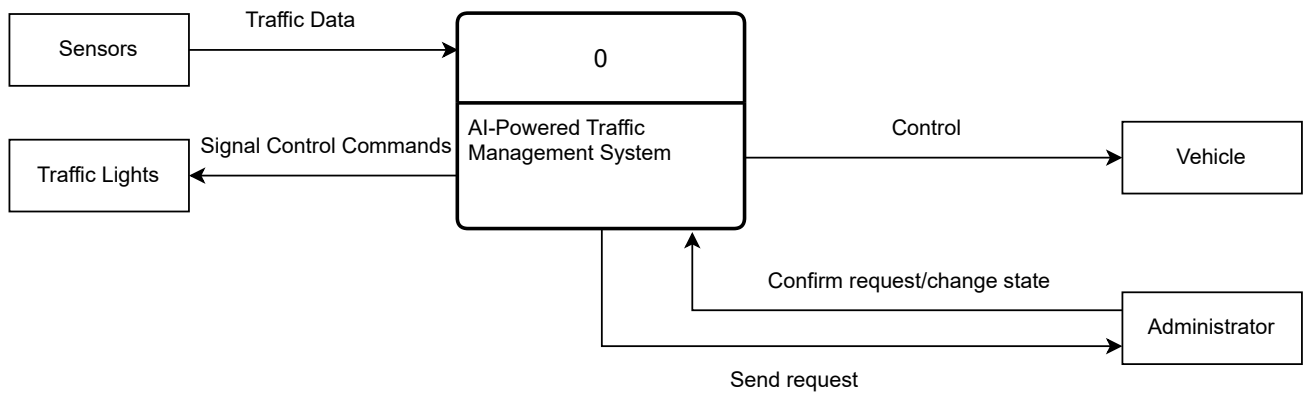 Traffic Data
Sensors
0
AI-Powered Traffic
Management System
Signal Control Commands
Traffic Lights
Control
Vehicle
Confirm request/change state
Administrator
Send request